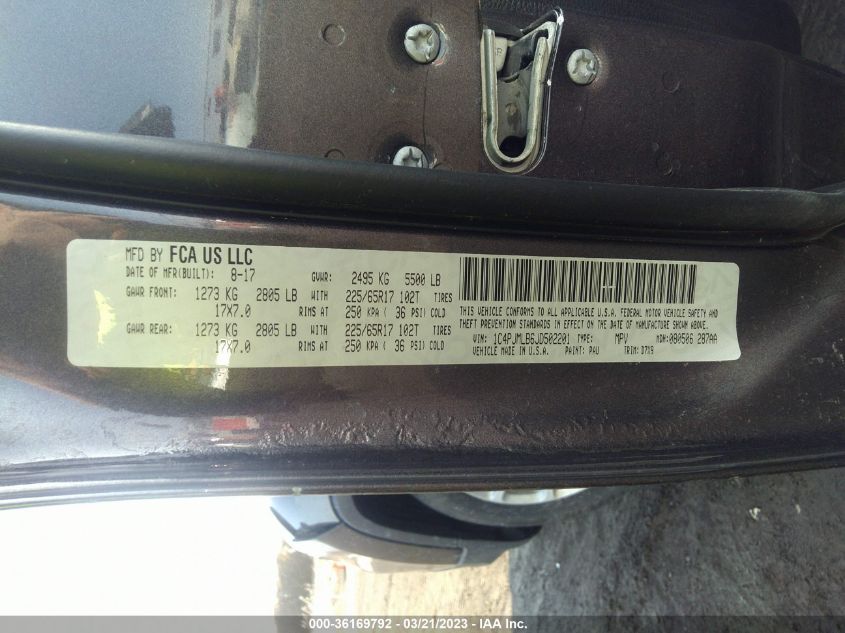 MFD BY FCA US LLC
DATE OF MFR(BUILT): 8-17 GVWR: 2495 KG 5500 LB
GAWR FRONT: 1273 KG 2805 LB WITH 225/65R17 102T TIRES
17X7.0 RIMS AT 250 KPA ( 36 PSI) COLD
GAWR REAR: 1273 KG 2805 LB WITH 225/65R17 102T TIRES
17X7.0 RIMS AT 250 KPA ( 36 PSI) COLD
THIS VEHICLE CONFORMS TO ALL APPLICABLE U.S.A. FEDERAL MOTOR VEHICLE SAFETY AND
THEFT PREVENTION STANDARDS IN EFFECT ON THE DATE OF MANUFACTURE SHOWN ABOVE.
VIN: 1C4PJMLB6JD502201 TYPE: MPV MDH:080506 287AA
VEHICLE MADE IN U.S.A. PAINT: PAU TRIM: D7X9
000-36169792 - 03/21/2023 - IAA Inc.